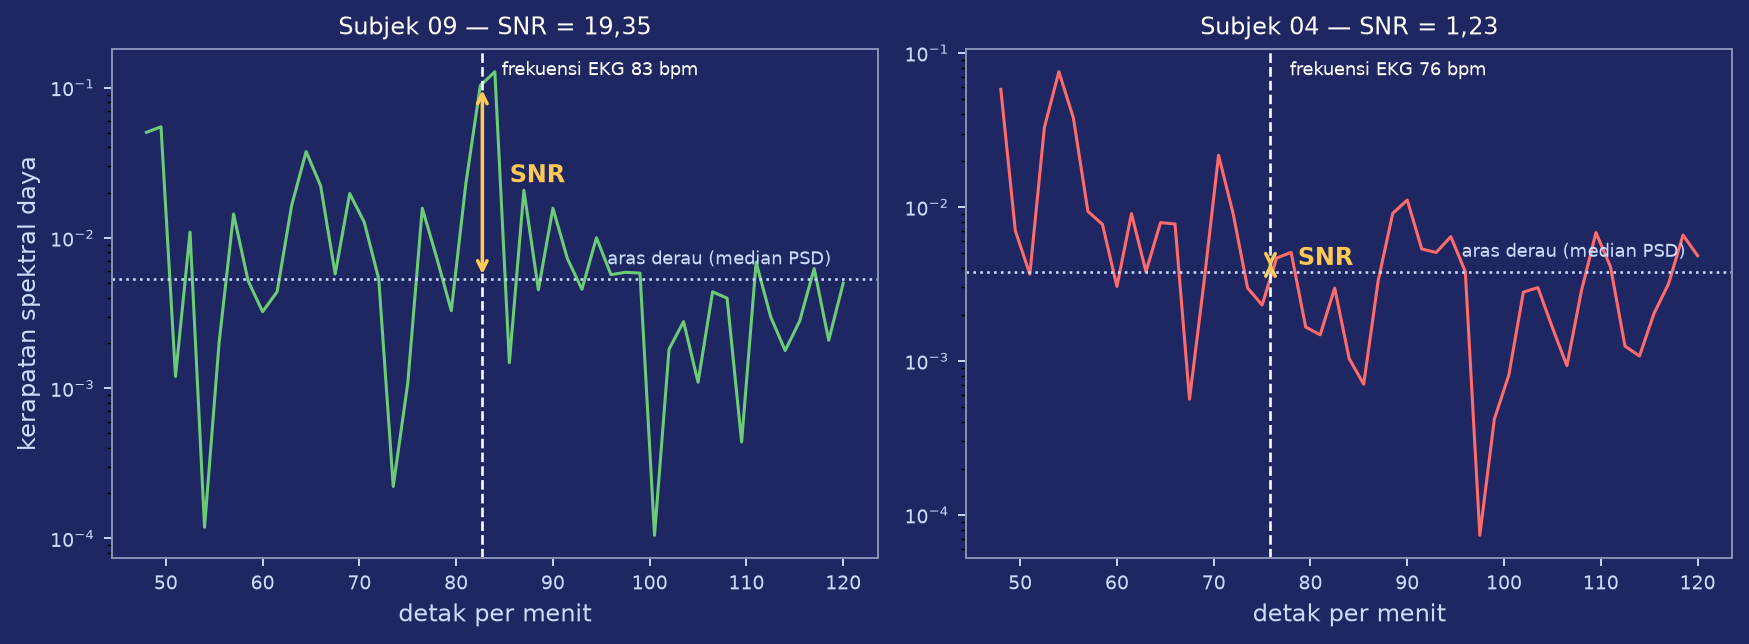 Subjek 09 — SNR = 19,35
kerapatan spektral daya
10⁻¹
10⁻²
10⁻³
10⁻⁴
frekuensi EKG 83 bpm
SNR
aras derau (median PSD)
50 60 70 80 90 100 110 120
detak per menit
Subjek 04 — SNR = 1,23
10⁻¹
10⁻²
10⁻³
10⁻⁴
frekuensi EKG 76 bpm
SNR
aras derau (median PSD)
50 60 70 80 90 100 110 120
detak per menit